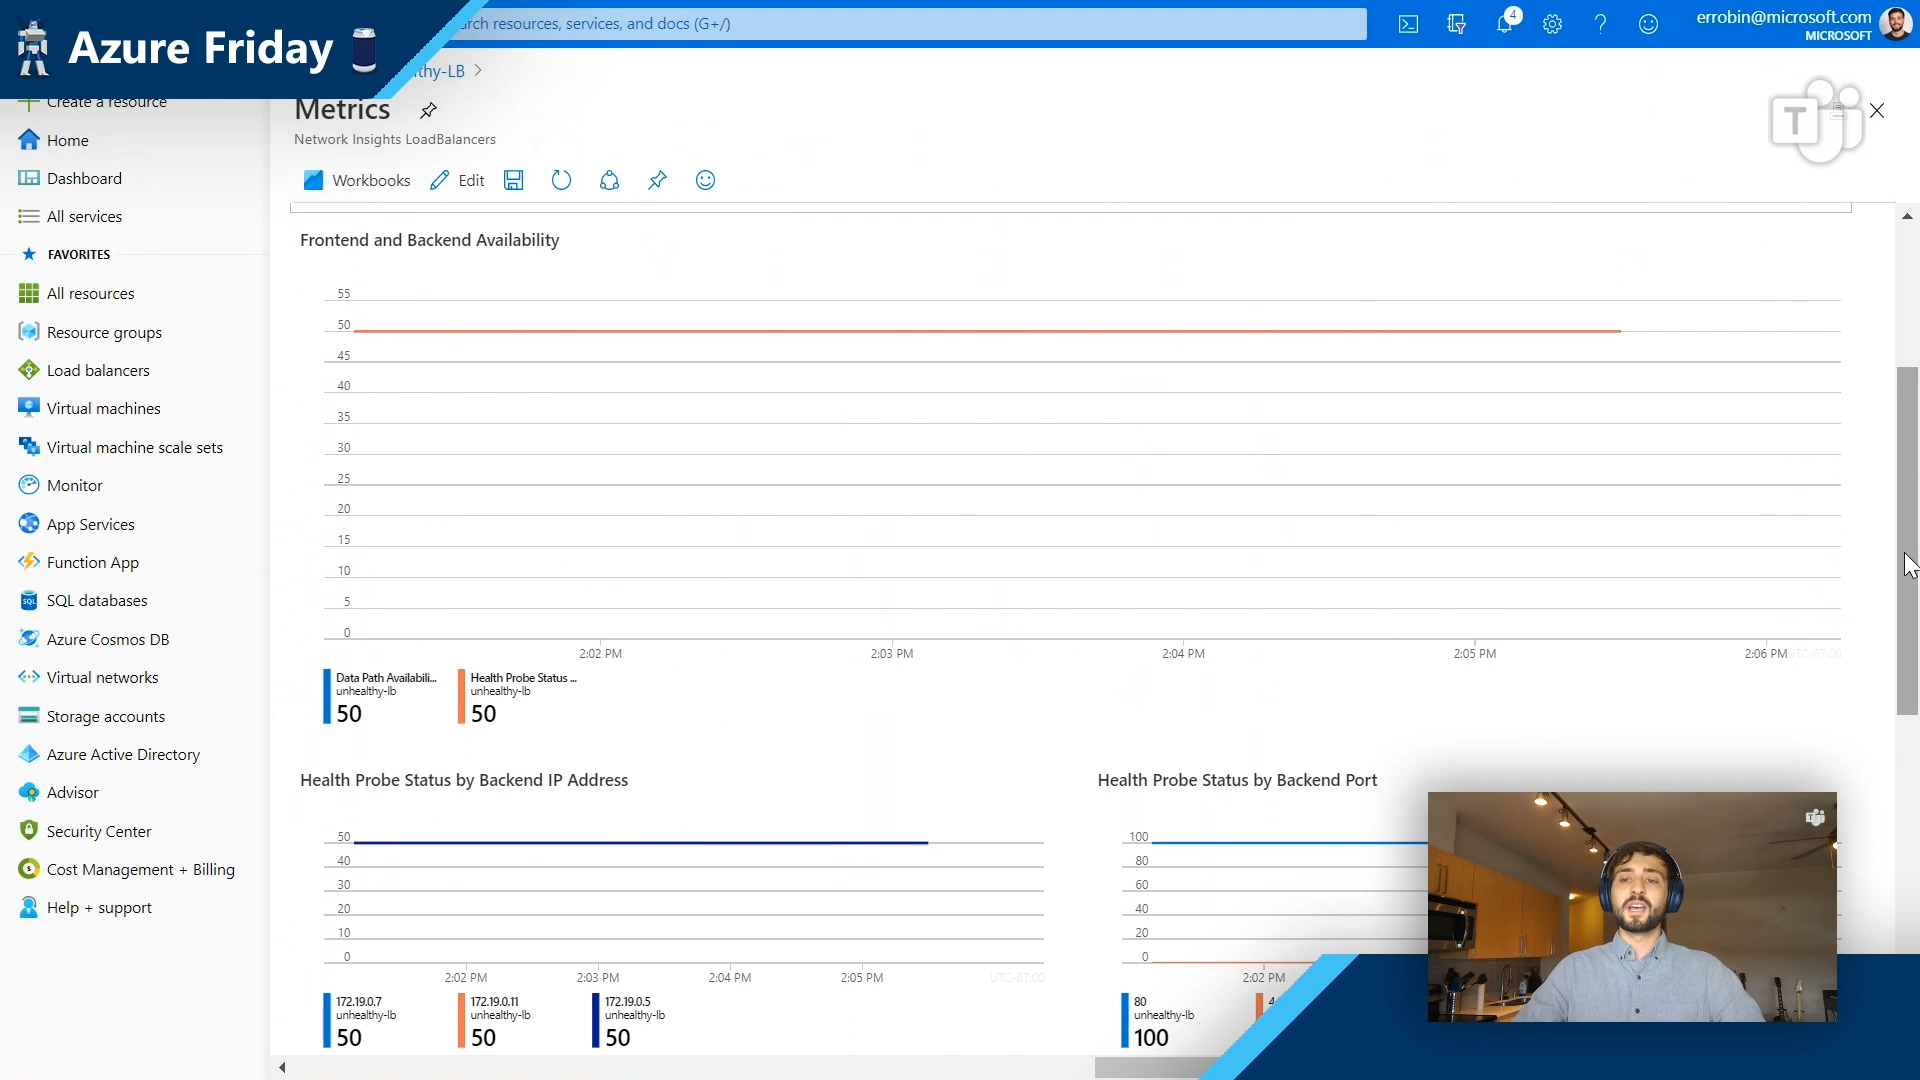 Azure Friday
rch resources, services, and docs (G+/)
4
errobin@microsoft.com
MICROSOFT
thy-LB >
Create a resource
Home
Dashboard
All services
FAVORITES
All resources
Resource groups
Load balancers
Virtual machines
Virtual machine scale sets
Monitor
App Services
Function App
SQL
SQL databases
Azure Cosmos DB
Virtual networks
Storage accounts
Azure Active Directory
Advisor
Security Center
Cost Management + Billing
Help + support
Metrics
Network Insights LoadBalancers
T
Workbooks
Edit
Frontend and Backend Availability
55
50
45
40
35
30
25
20
15
10
5
0
2:02 PM
2:03 PM
2:04 PM
2:05 PM
2:06 PM
UTC-07:00
Data Path Availabili...
unhealthy-lb
50
Health Probe Status ...
unhealthy-lb
50
Health Probe Status by Backend IP Address
50
40
30
20
10
0
2:02 PM
2:03 PM
2:04 PM
2:05 PM
UTC-07:00
172.19.0.7
unhealthy-lb
50
172.19.0.11
unhealthy-lb
50
172.19.0.5
unhealthy-lb
50
Health Probe Status by Backend Port
100
80
60
40
20
0
2:02 PM
80
unhealthy-lb
100
4